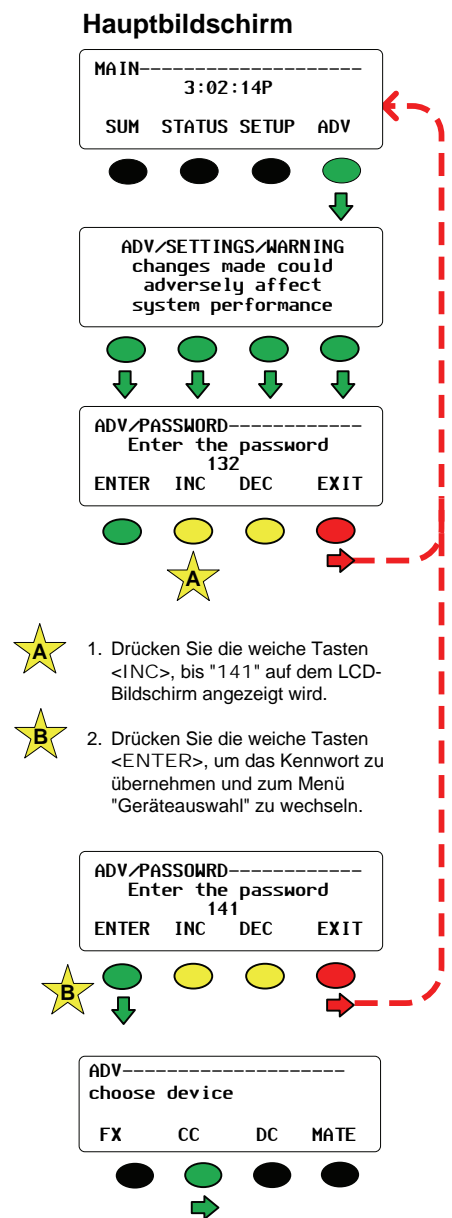 Hauptbildschirm
MAIN---------------------
3:02:14P
SUM STATUS SETUP ADV
ADV/SETTINGS/WARNING
changes made could
adversely affect
system performance
ADV/PASSWORD-------------
Enter the password
132
ENTER INC DEC EXIT
A
A
1. Drücken Sie die weiche Tasten
<INC>, bis "141" auf dem LCD-
Bildschirm angezeigt wird.
B
2. Drücken Sie die weiche Tasten
<ENTER>, um das Kennwort zu
übernehmen und zum Menü
"Geräteauswahl" zu wechseln.
ADV/PASSOWRD-------------
Enter the password
141
ENTER INC DEC EXIT
B
ADV----------------------
choose device
FX CC DC MATE